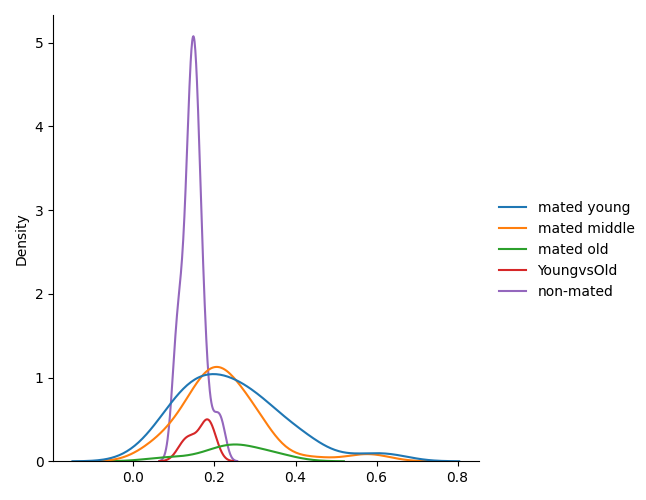 5
4
3
2
1
0
Density
0.0 0.2 0.4 0.6 0.8
mated young
mated middle
mated old
YoungvsOld
non-mated